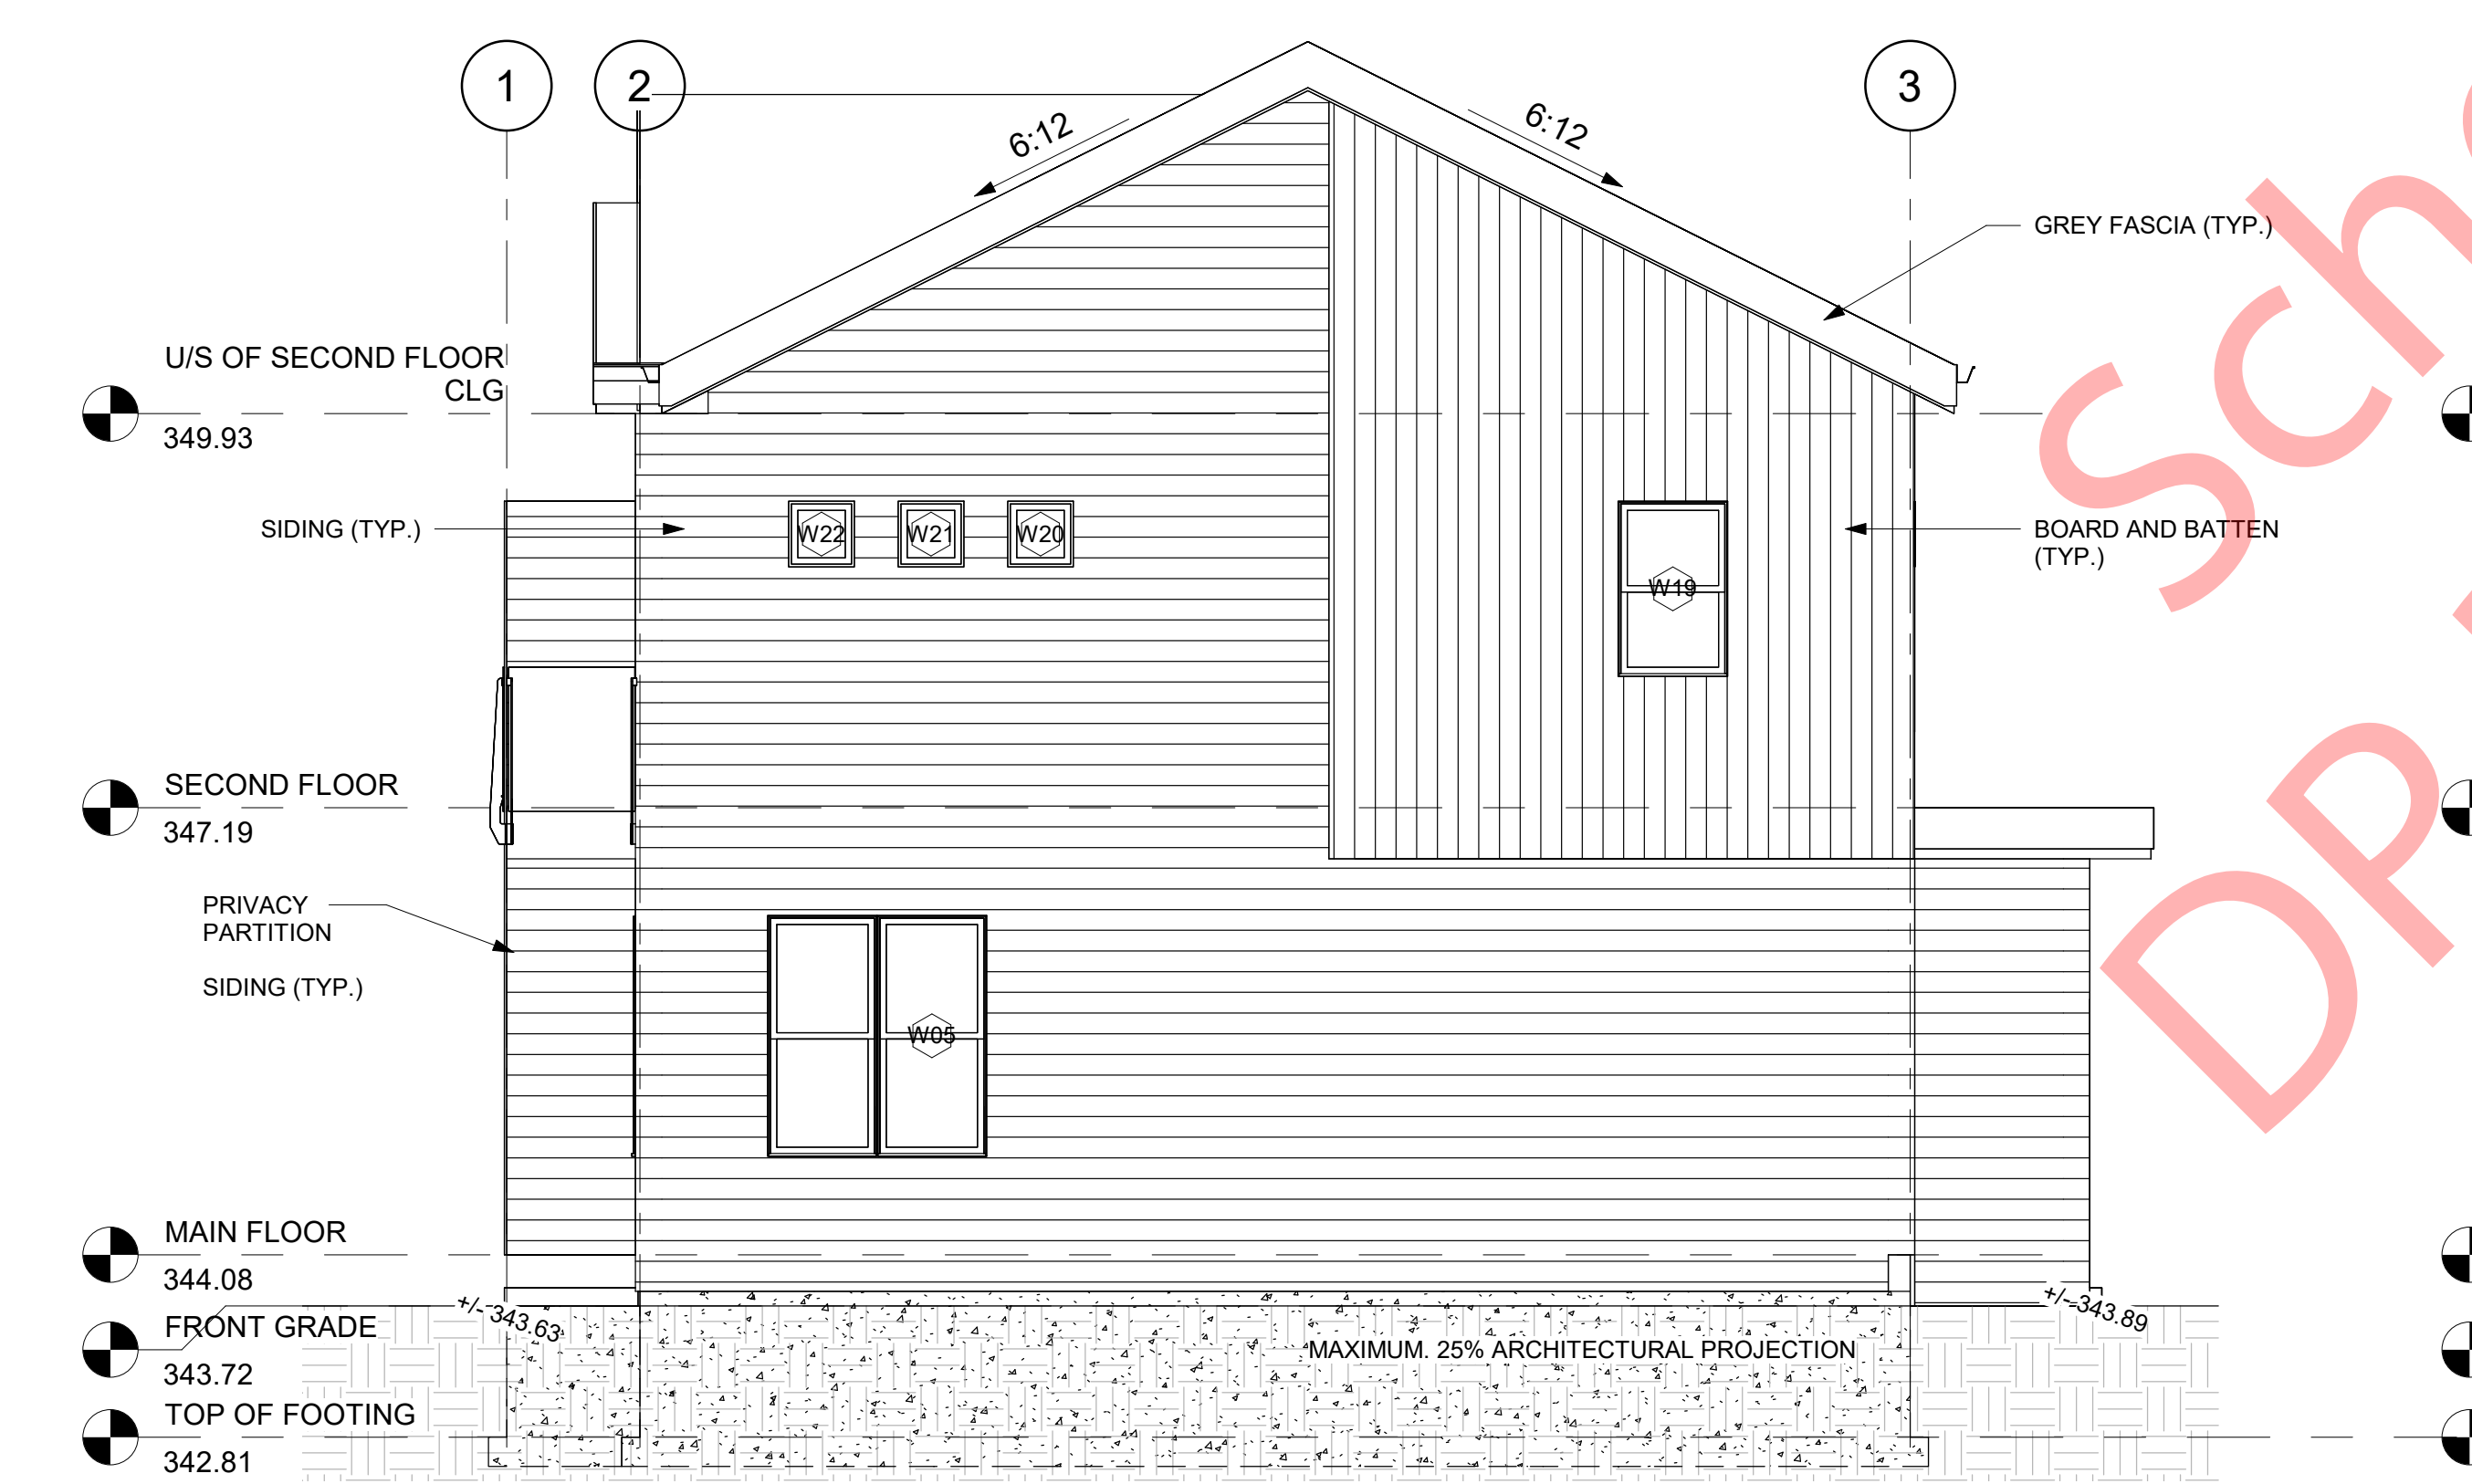 1
2
3
6:12
6:12
GREY FASCIA (TYP.)
U/S OF SECOND FLOOR
CLG
349.93
SIDING (TYP.)
W22
W21
W20
W19
BOARD AND BATTEN
(TYP.)
SECOND FLOOR
347.19
PRIVACY
PARTITION
SIDING (TYP.)
W05
MAIN FLOOR
344.08
+/-343.63
+/-343.89
FRONT GRADE
343.72
MAXIMUM. 25% ARCHITECTURAL PROJECTION
TOP OF FOOTING
342.81
Sch
DP